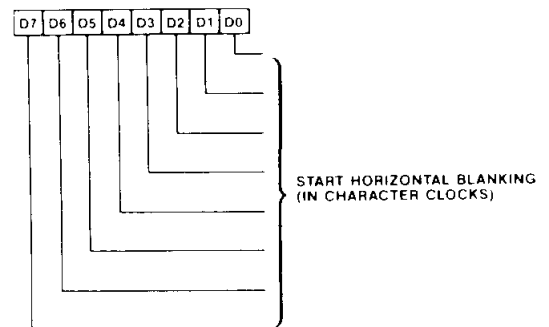 D7 D6 D5 D4 D3 D2 D1 D0
START HORIZONTAL BLANKING
(IN CHARACTER CLOCKS)